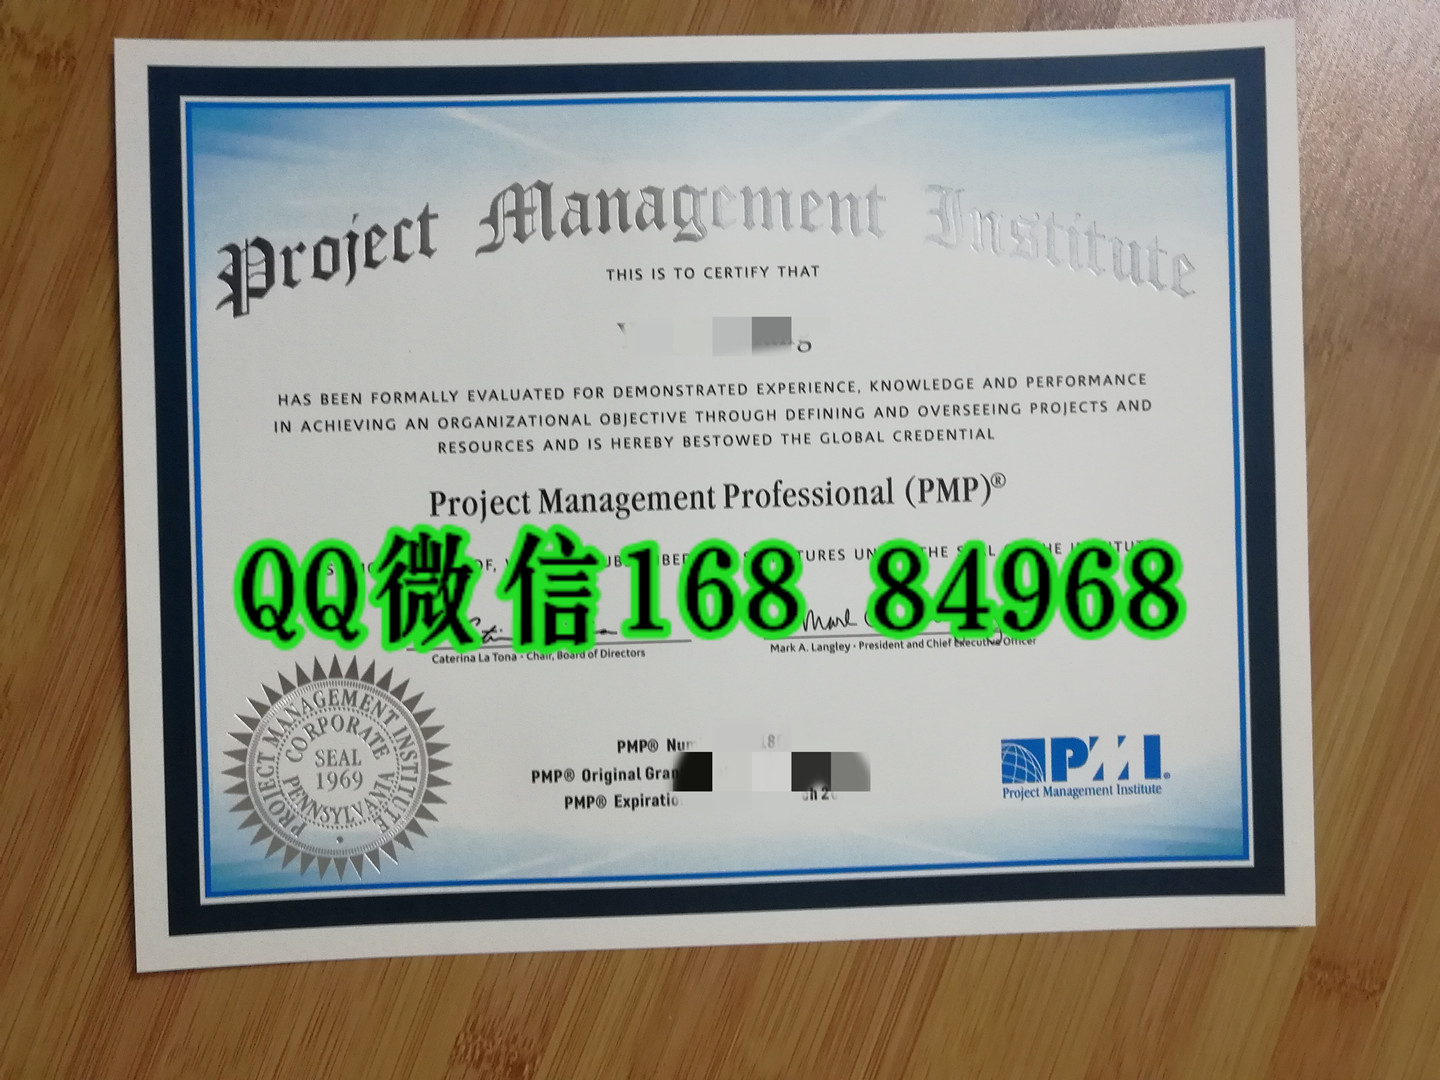 Project Management Institute
THIS IS TO CERTIFY THAT
HAS BEEN FORMALLY EVALUATED FOR DEMONSTRATED EXPERIENCE, KNOWLEDGE AND PERFORMANCE
IN ACHIEVING AN ORGANIZATIONAL OBJECTIVE THROUGH DEFINING AND OVERSEEING PROJECTS AND
RESOURCES AND IS HEREBY BESTOWED THE GLOBAL CREDENTIAL
Project Management Professional (PMP)®
THE
QQ微信168 84968
Caterina La Tona · Chair, Board of Directors
Mark A. Langley · President and Chief Executive Officer
PROJECT MANAGEMENT INSTITUTE
CORPORATE
SEAL
1969
PENNSYLVANIA
PMP®
PMP® Original
PMP®
PMI®
Project Management Institute